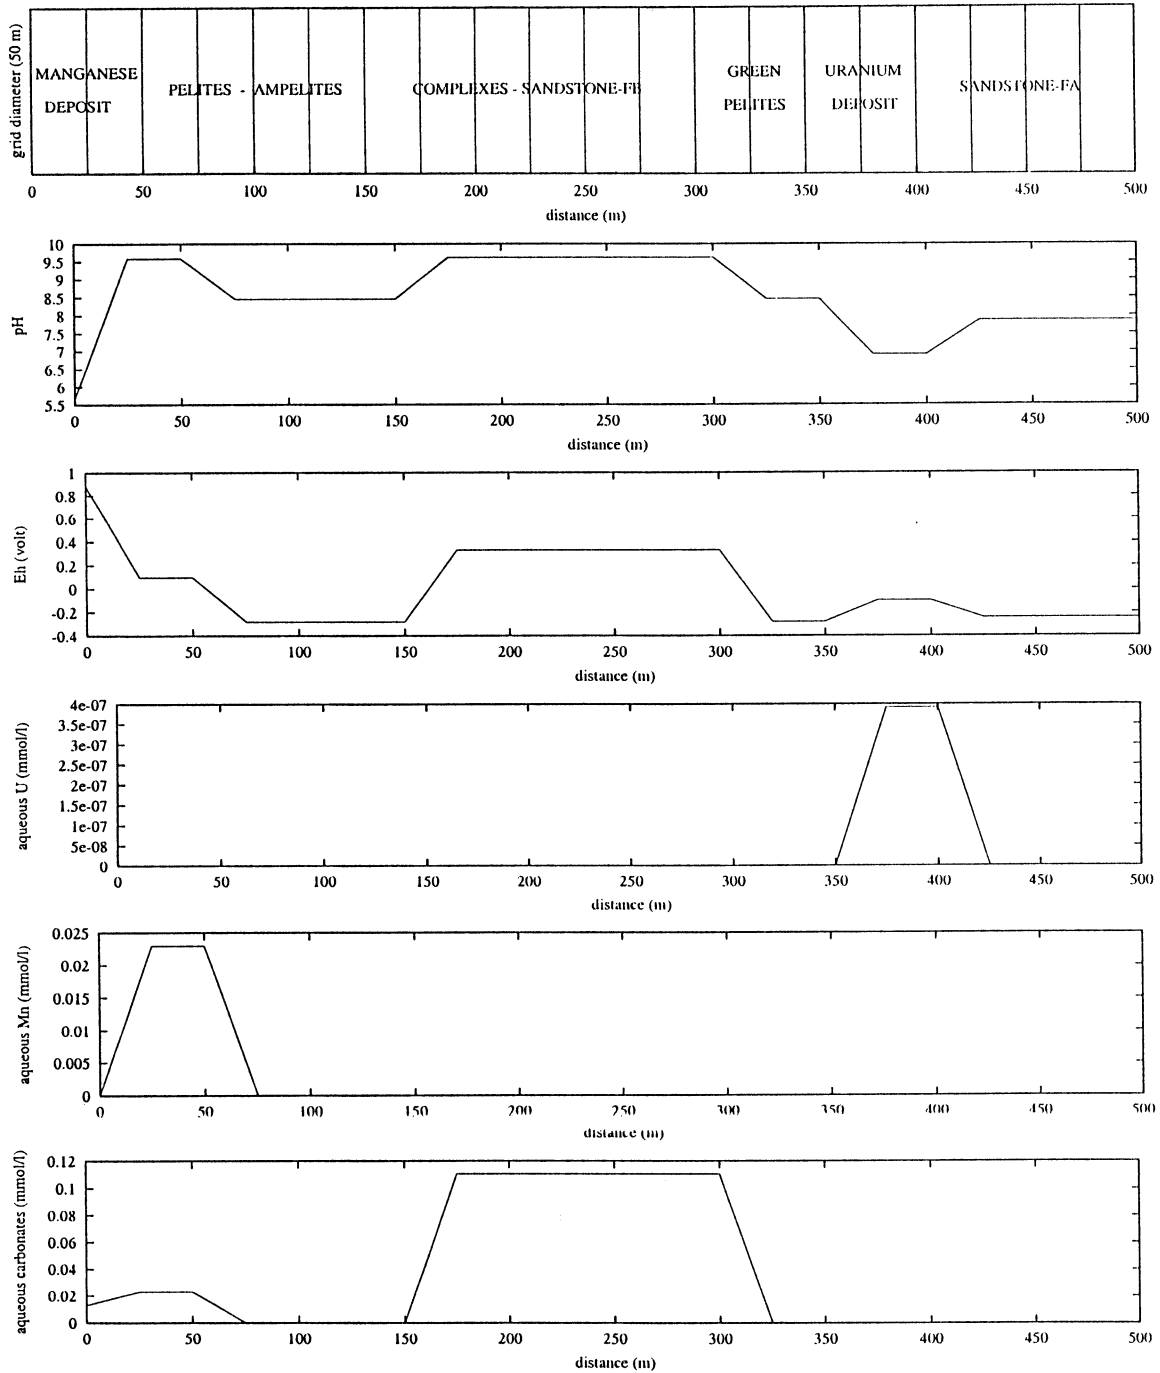 grid diameter (50 m)
MANGANESE
DEPOSIT
PELITES - AMPELITES
COMPLEXES - SANDSTONE-FB
GREEN
PELITES
URANIUM
DEPOSIT
SANDSTONE-FA
0 50 100 150 200 250 300 350 400 450 500
distance (m)
pH
10
9.5
9
8.5
8
7.5
7
6.5
6
5.5
0 50 100 150 200 250 300 350 400 450 500
distance (m)
Eh (volt)
1
0.8
0.6
0.4
0.2
0
-0.2
-0.4
0 50 100 150 200 250 300 350 400 450 500
distance (m)
aqueous U (mmol/l)
4e-07
3.5e-07
3e-07
2.5e-07
2e-07
1.5e-07
1e-07
5e-08
0
0 50 100 150 200 250 300 350 400 450 500
distance (m)
aqueous Mn (mmol/l)
0.025
0.02
0.015
0.01
0.005
0
0 50 100 150 200 250 300 350 400 450 500
distance (m)
aqueous carbonates (mmol/l)
0.12
0.1
0.08
0.06
0.04
0.02
0
0 50 100 150 200 250 300 350 400 450 500
distance (m)